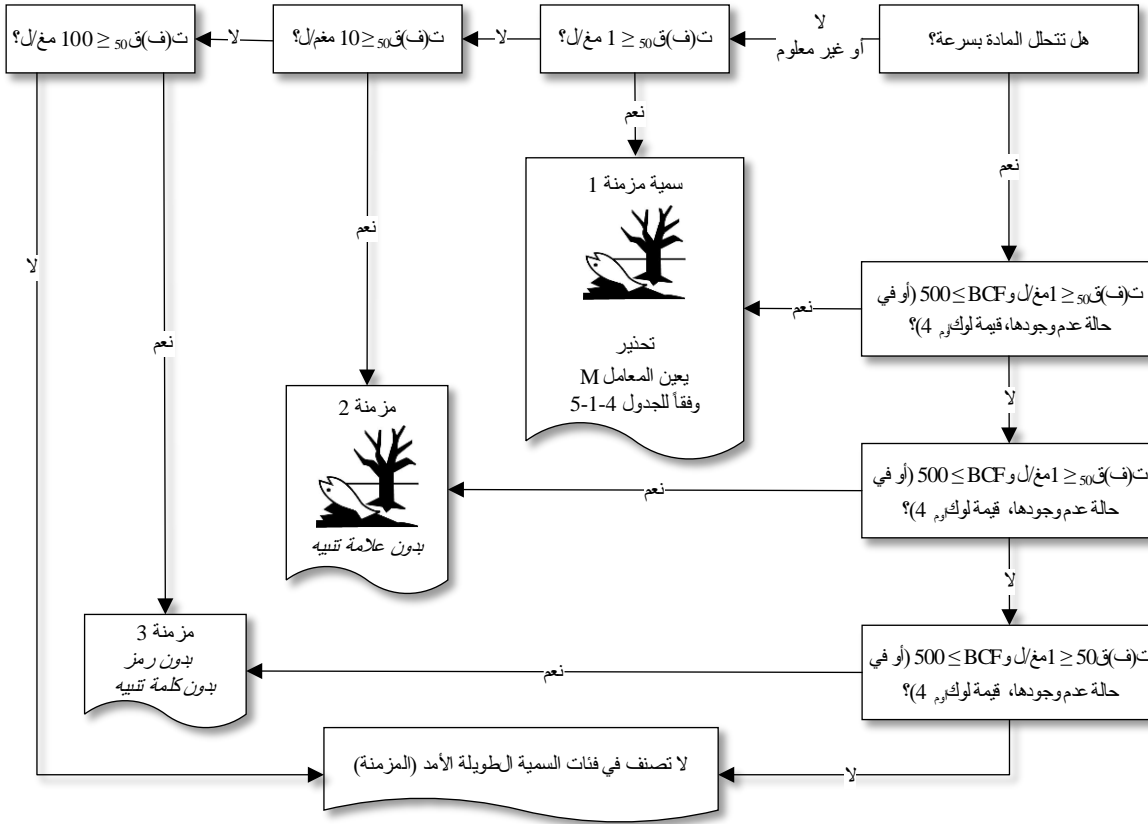 هل تتحلل المادة بسرعة؟
لا
أو غير معلوم
ت(ف)ق50 ≤ 1 مغ/ل؟
لا
ت(ف)ق50 ≤ 10 مغم/ل؟
لا
ت(ف)ق50 ≤ 100 مغ/ل؟
نعم
نعم
نعم
نعم
لا
سمية مزمنة 1
تحذير
يعين المعامل M
وفقاً للجدول 4-1-5
نعم
ت(ف)ق50 ≤ 1مغ/ل وBCF ≥ 500 (أو في
حالة عدم وجودها، قيمة لوكأوم 4)؟
لا
مزمنة 2
بدون علامة تنبيه
نعم
ت(ف)ق50 ≤ 1مغ/ل وBCF ≥ 500 (أو في
حالة عدم وجودها، قيمة لوكأوم 4)؟
لا
مزمنة 3
بدون رمز
بدون كلمة تنبيه
نعم
ت(ف)ق50 ≤ 1مغ/ل وBCF ≥ 500 (أو في
حالة عدم وجودها، قيمة لوكأوم 4)؟
لا
لا تصنف في فئات السمية الطويلة الأمد (المزمنة)